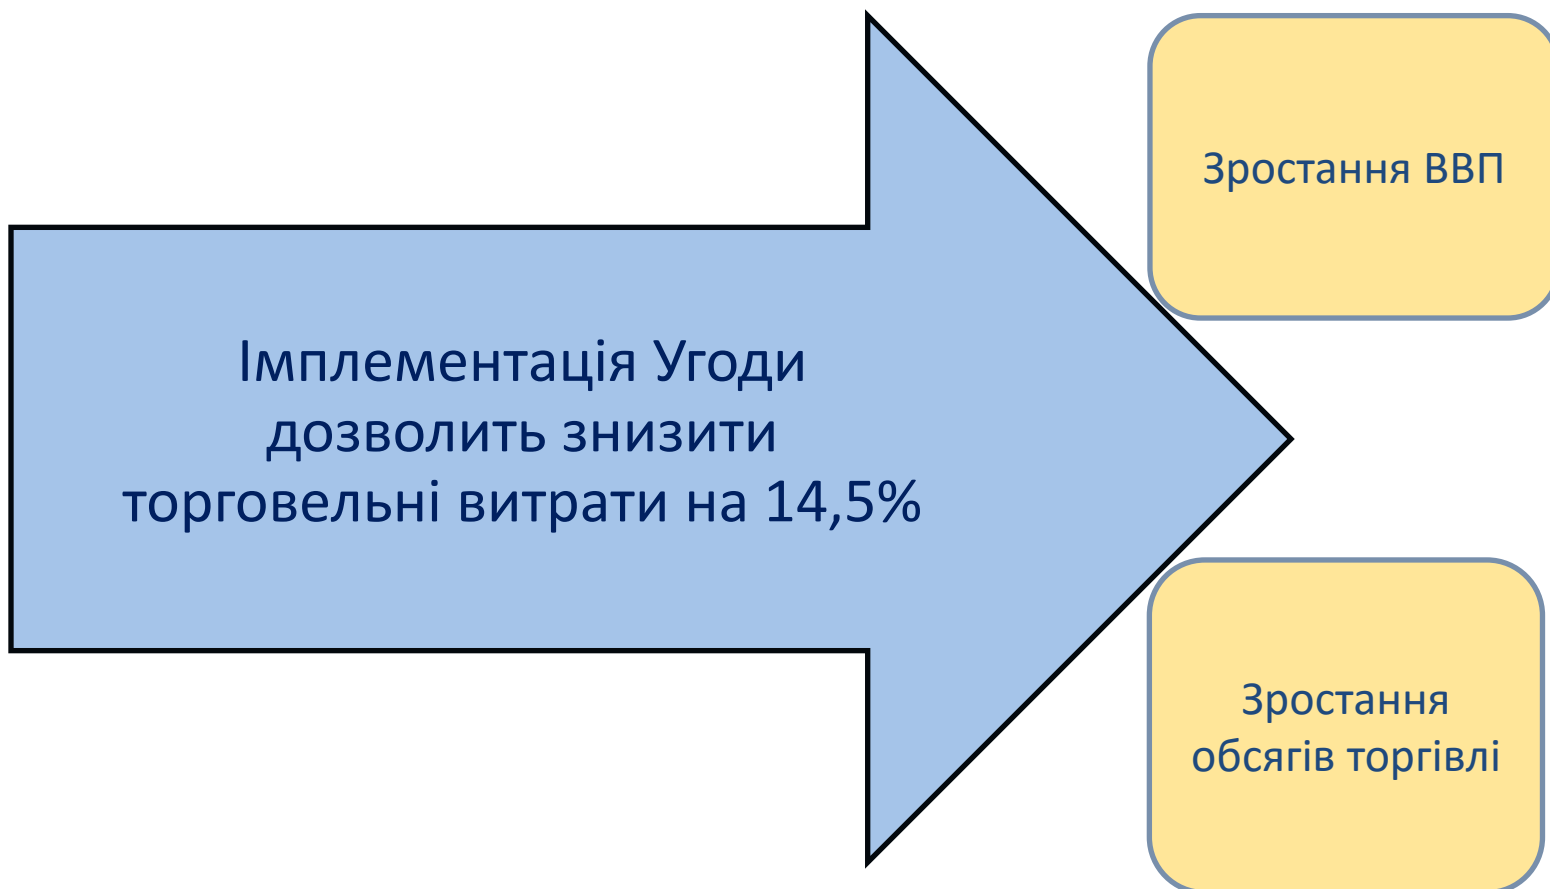 Імплементація Угоди
дозволить знизити
торговельні витрати на 14,5%
Зростання ВВП
Зростання
обсягів торгівлі